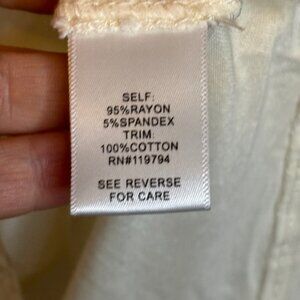 SELF:
95%RAYON
5%SPANDEX
TRIM:
100%COTTON
RN#119794
SEE REVERSE
FOR CARE